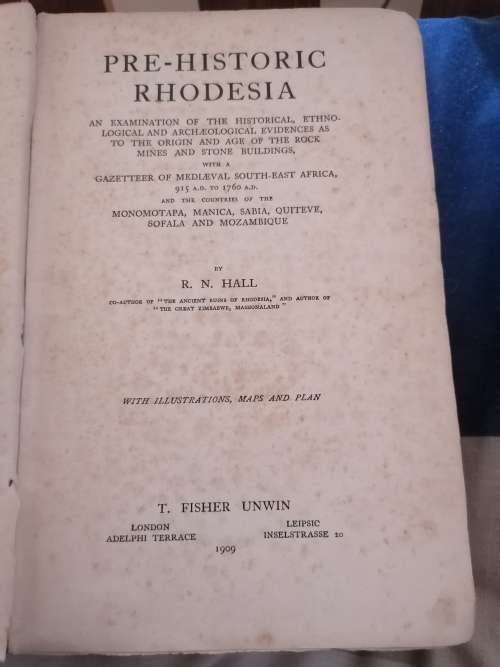 PRE-HISTORIC
RHODESIA
AN EXAMINATION OF THE HISTORICAL, ETHNO-
LOGICAL AND ARCHÆOLOGICAL EVIDENCES AS
TO THE ORIGIN AND AGE OF THE ROCK
MINES AND STONE BUILDINGS,
WITH A
GAZETTEER OF MEDIÆVAL SOUTH-EAST AFRICA,
915 A.D. TO 1760 A.D.
AND THE COUNTRIES OF THE
MONOMOTAPA, MANICA, SABIA, QUITEVE,
SOFALA AND MOZAMBIQUE
BY
R. N. HALL
CO-AUTHOR OF "THE ANCIENT RUINS OF RHODESIA," AND AUTHOR OF
"THE GREAT ZIMBABWE, MASHONALAND"
WITH ILLUSTRATIONS, MAPS AND PLAN
T. FISHER UNWIN
LONDON LEIPSIC
ADELPHI TERRACE INSELSTRASSE 20
1909